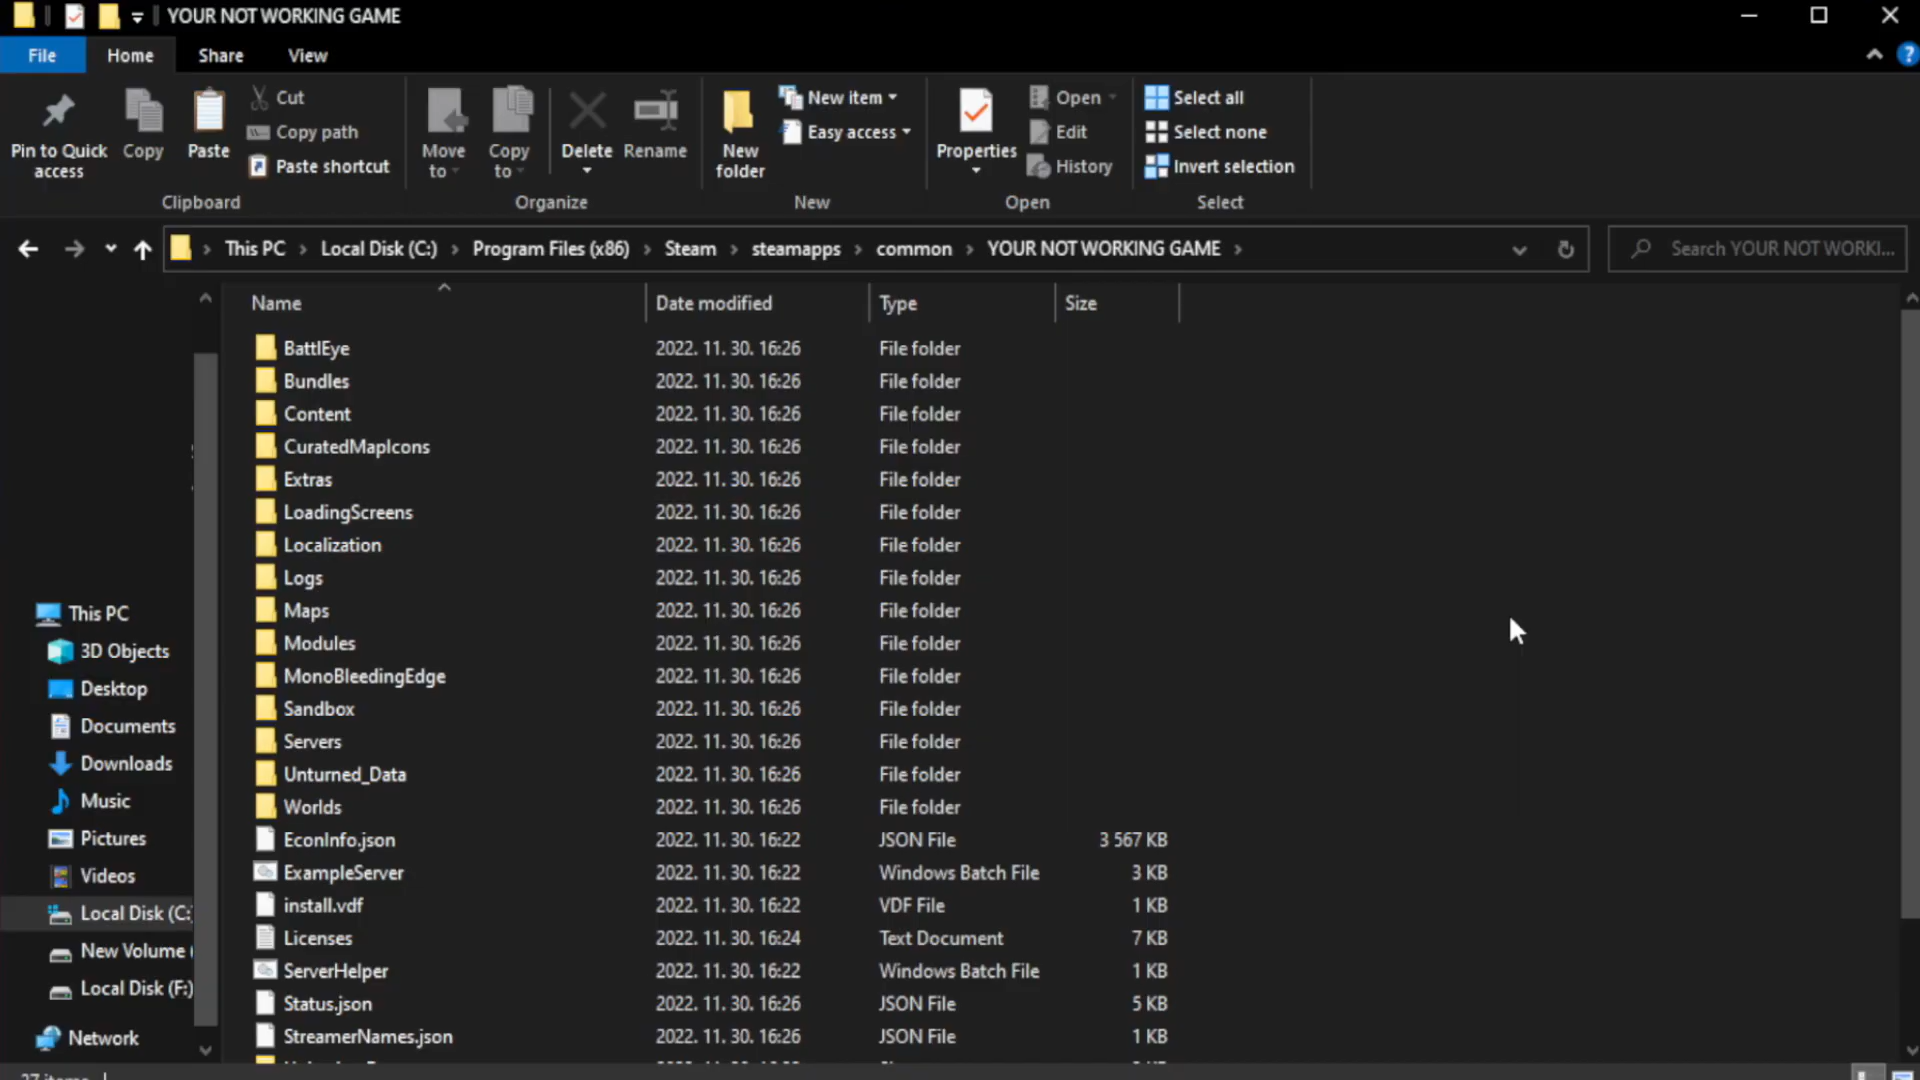 YOUR NOT WORKING GAME
File Home Share View
Pin to Quick access
Copy
Paste
Cut
Copy path
Paste shortcut
Clipboard
Move to
Copy to
Delete
Rename
Organize
New folder
New item
Easy access
New
Properties
Open
Edit
History
Open
Select all
Select none
Invert selection
Select
This PC > Local Disk (C:) > Program Files (x86) > Steam > steamapps > common > YOUR NOT WORKING GAME >
Search YOUR NOT WORKI...
Name Date modified Type Size
BattlEye 2022. 11. 30. 16:26 File folder
Bundles 2022. 11. 30. 16:26 File folder
Content 2022. 11. 30. 16:26 File folder
CuratedMapIcons 2022. 11. 30. 16:26 File folder
Extras 2022. 11. 30. 16:26 File folder
LoadingScreens 2022. 11. 30. 16:26 File folder
Localization 2022. 11. 30. 16:26 File folder
Logs 2022. 11. 30. 16:26 File folder
Maps 2022. 11. 30. 16:26 File folder
Modules 2022. 11. 30. 16:26 File folder
MonoBleedingEdge 2022. 11. 30. 16:26 File folder
Sandbox 2022. 11. 30. 16:26 File folder
Servers 2022. 11. 30. 16:26 File folder
Unturned_Data 2022. 11. 30. 16:26 File folder
Worlds 2022. 11. 30. 16:26 File folder
EconInfo.json 2022. 11. 30. 16:22 JSON File 3 567 KB
ExampleServer 2022. 11. 30. 16:22 Windows Batch File 3 KB
install.vdf 2022. 11. 30. 16:22 VDF File 1 KB
Licenses 2022. 11. 30. 16:24 Text Document 7 KB
ServerHelper 2022. 11. 30. 16:22 Windows Batch File 1 KB
Status.json 2022. 11. 30. 16:26 JSON File 5 KB
StreamerNames.json 2022. 11. 30. 16:26 JSON File 1 KB
This PC
3D Objects
Desktop
Documents
Downloads
Music
Pictures
Videos
Local Disk (C:
New Volume (
Local Disk (F:)
Network